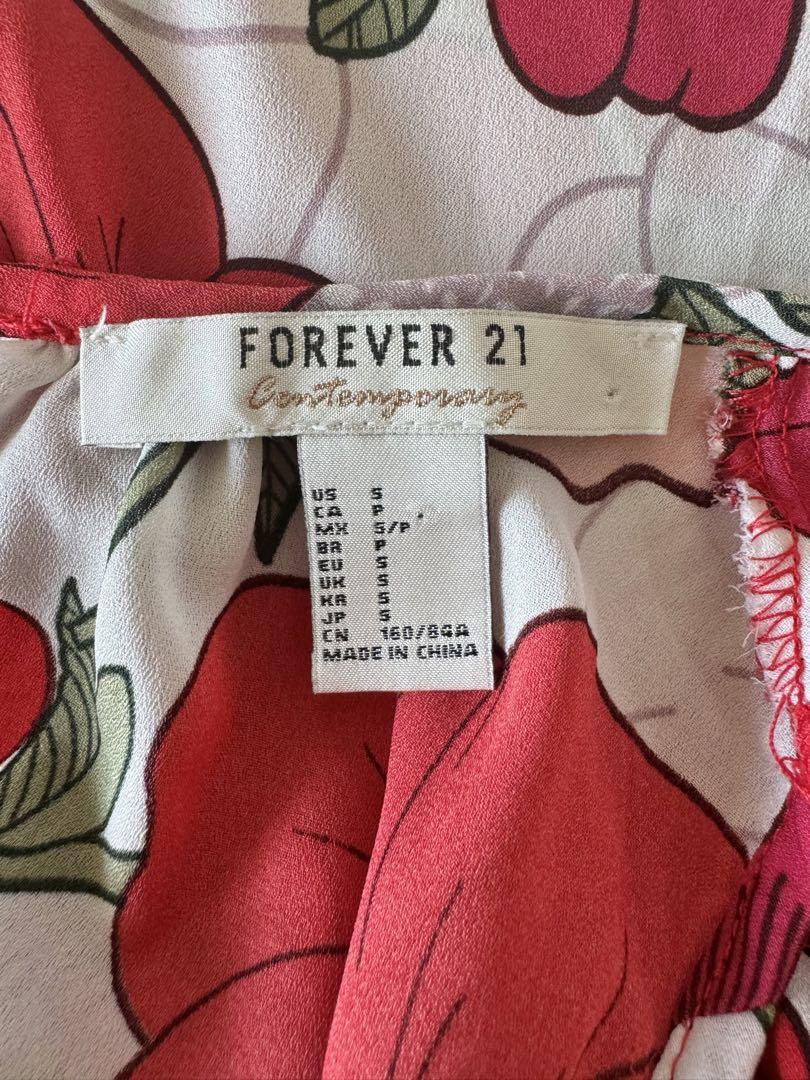 FOREVER 21
Contemporary
US S
CA P
MX S/P
BR P
EU S
UK S
KR S
JP S
CN 160/84A
MADE IN CHINA